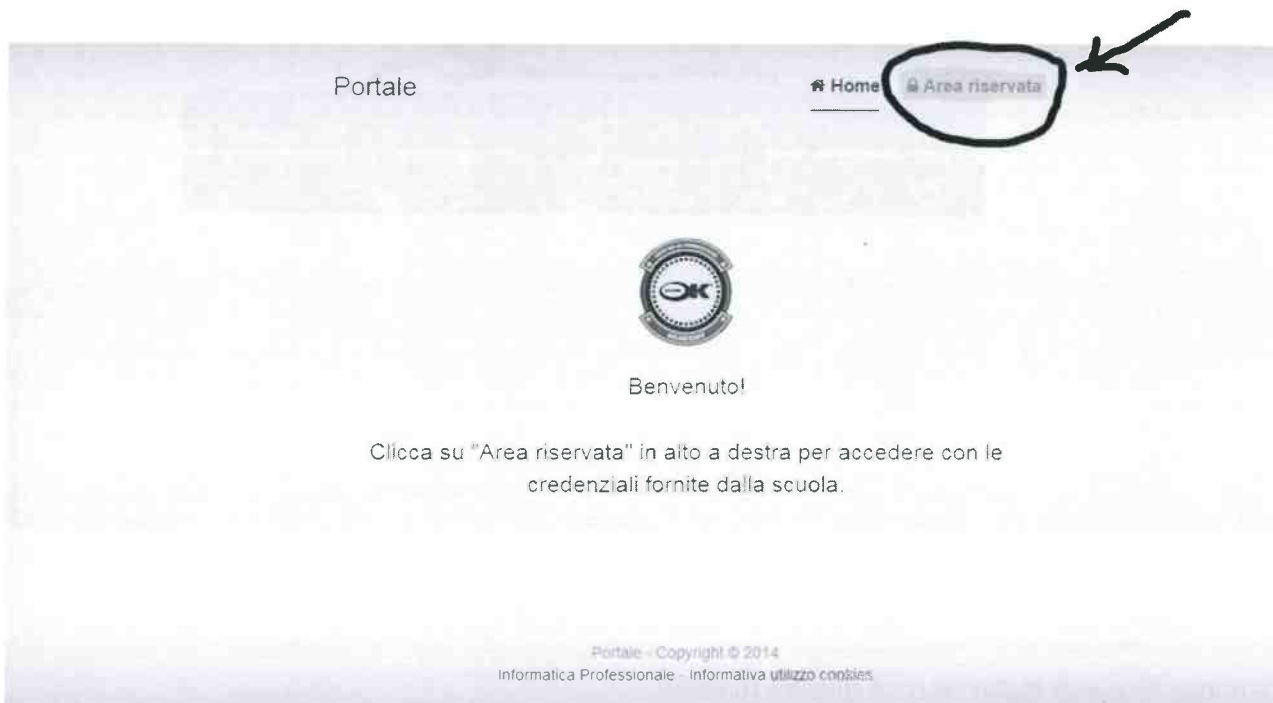 Portale
Home Area riservata
OK
Benvenuto!
Clicca su "Area riservata" in alto a destra per accedere con le
credenziali fornite dalla scuola.
Portale - Copyright © 2014
Informatica Professionale - Informativa utilizzo cookies